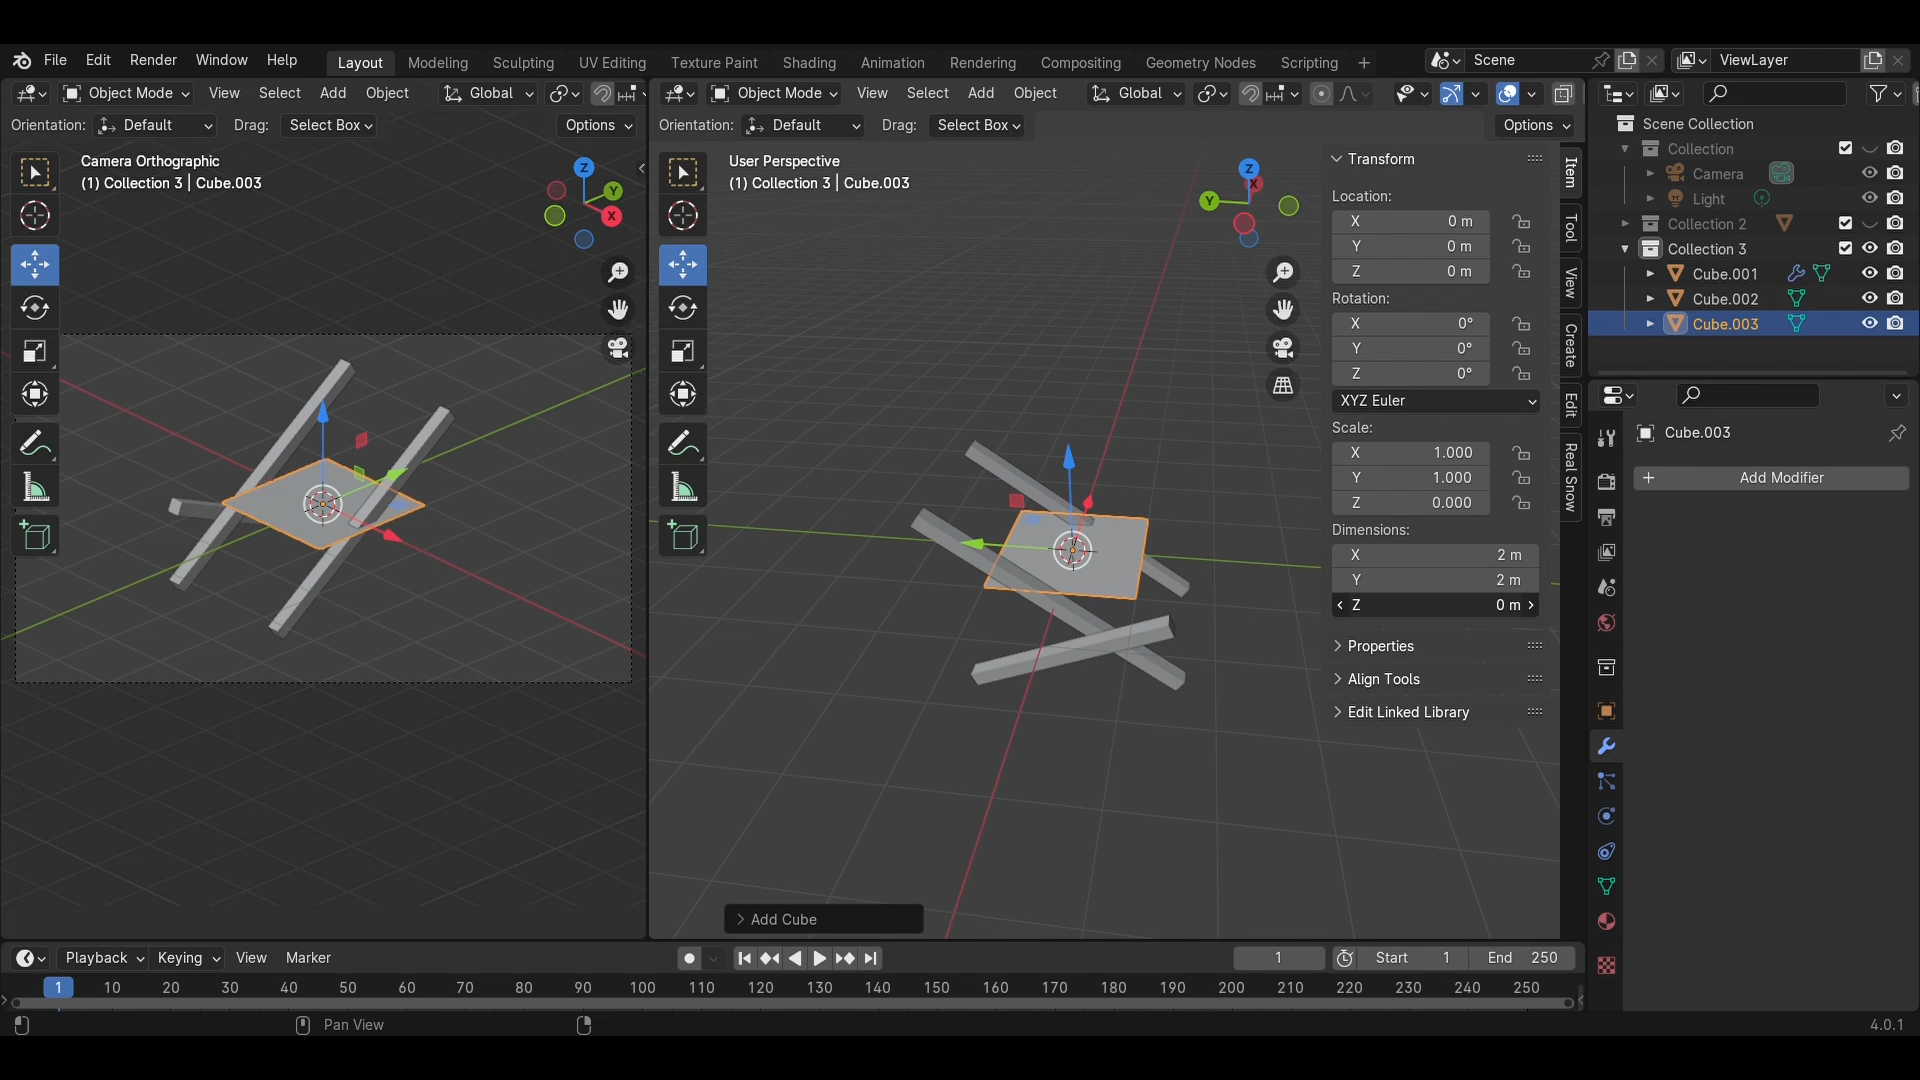 File Edit Render Window Help Layout Modeling Sculpting UV Editing Texture Paint Shading Animation Rendering Compositing Geometry Nodes Scripting + Scene ViewLayer
Object Mode View Select Add Object Global Object Mode View Select Add Object Global
Orientation: Default Drag: Select Box Options Orientation: Default Drag: Select Box Options
Camera Orthographic
(1) Collection 3 | Cube.003
Z
Y
X
User Perspective
(1) Collection 3 | Cube.003
Z
X
Y
Transform
Location:
X 0 m
Y 0 m
Z 0 m
Rotation:
X 0°
Y 0°
Z 0°
XYZ Euler
Scale:
X 1.000
Y 1.000
Z 0.000
Dimensions:
X 2 m
Y 2 m
Z 0 m
Properties
Align Tools
Edit Linked Library
Item
Tool
View
Create
Edit
Real Snow
Add Cube
Scene Collection
Collection
Camera
Light
Collection 2
Collection 3
Cube.001
Cube.002
Cube.003
Cube.003
+ Add Modifier
Playback Keying View Marker 1 Start 1 End 250
1 10 20 30 40 50 60 70 80 90 100 110 120 130 140 150 160 170 180 190 200 210 220 230 240 250
Pan View 4.0.1